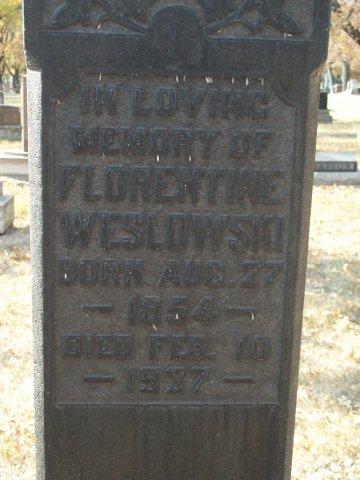 IN LOVING
MEMORY OF
FLORENTINE
WESLOWSKI
BORN AUG. 27
— 1854 —
DIED FEB. 10
— 1937 —